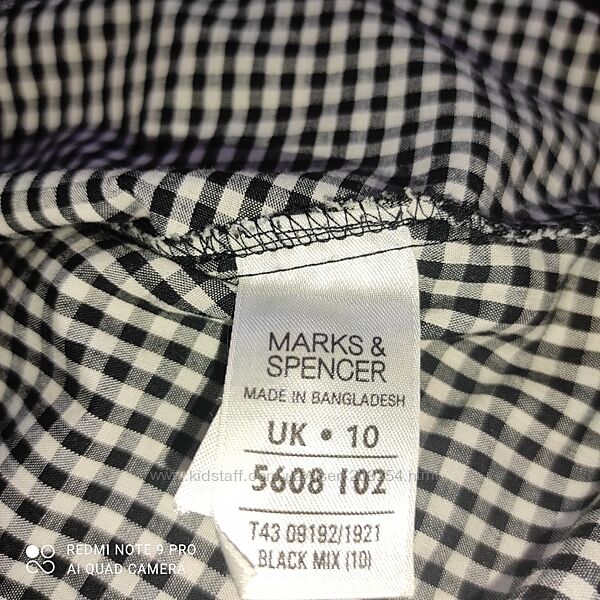 MARKS &
SPENCER
MADE IN BANGLADESH
UK • 10
5608 102
T43 09192/1921
BLACK MIX (10)
REDMI NOTE 9 PRO
AI QUAD CAMERA